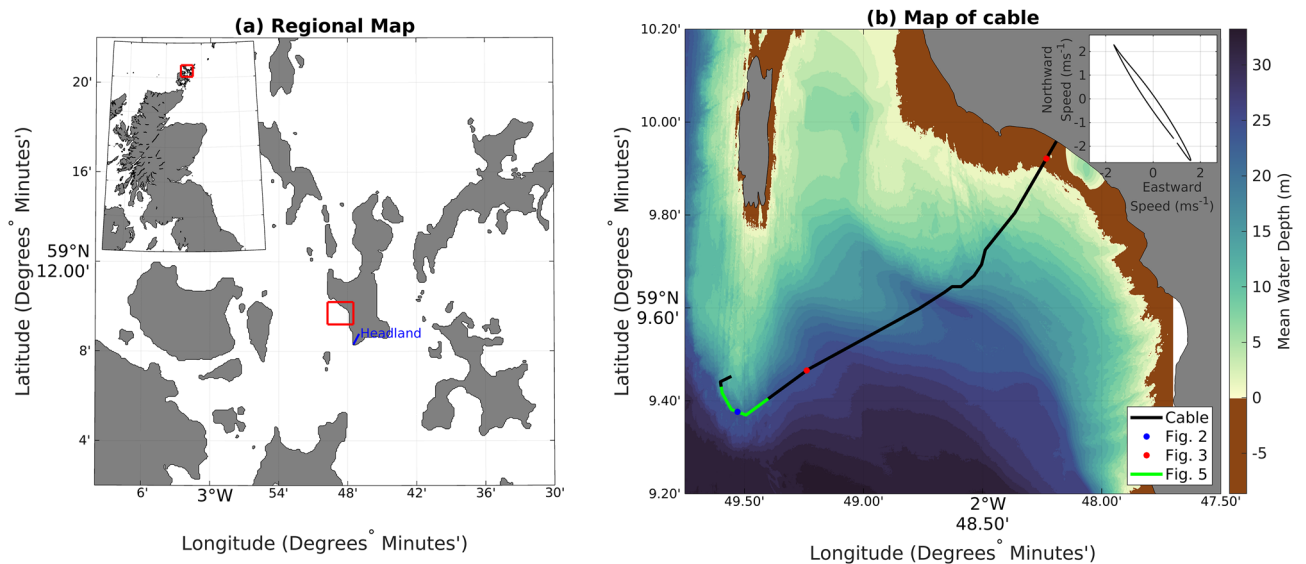 (a) Regional Map
20'
16'
59°N
12.00'
8'
4'
Latitude (Degrees° Minutes')
Headland
6'
3°W
54'
48'
42'
36'
30'
Longitude (Degrees° Minutes')
(b) Map of cable
10.20'
10.00'
9.80'
59°N
9.60'
9.40'
9.20'
Latitude (Degrees° Minutes')
49.50'
49.00'
2°W
48.50'
48.00'
47.50'
Longitude (Degrees° Minutes')
Northward
Speed (ms⁻¹)
2
1
0
-1
-2
-2
0
2
Eastward
Speed (ms⁻¹)
Cable
Fig. 2
Fig. 3
Fig. 5
30
25
20
15
10
5
0
-5
Mean Water Depth (m)